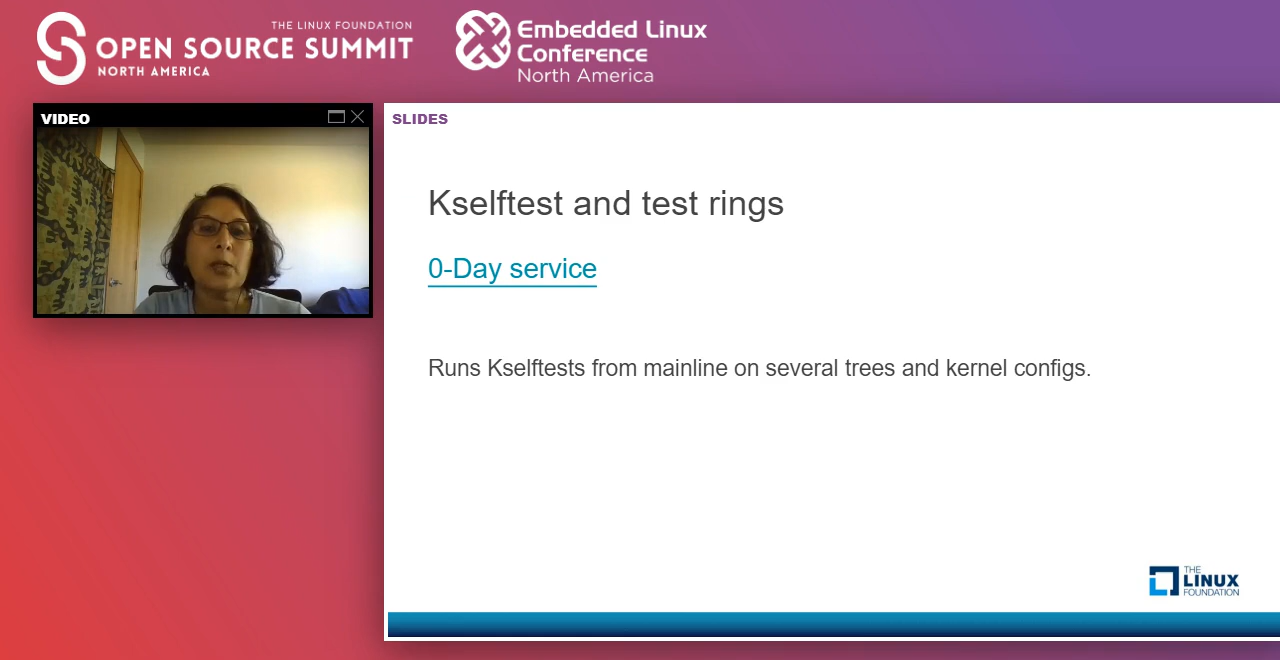 THE LINUX FOUNDATION
OPEN SOURCE SUMMIT
NORTH AMERICA
Embedded Linux
Conference
North America
VIDEO
SLIDES
Kselftest and test rings
0-Day service
Runs Kselftests from mainline on several trees and kernel configs.
THE
LINUX
FOUNDATION